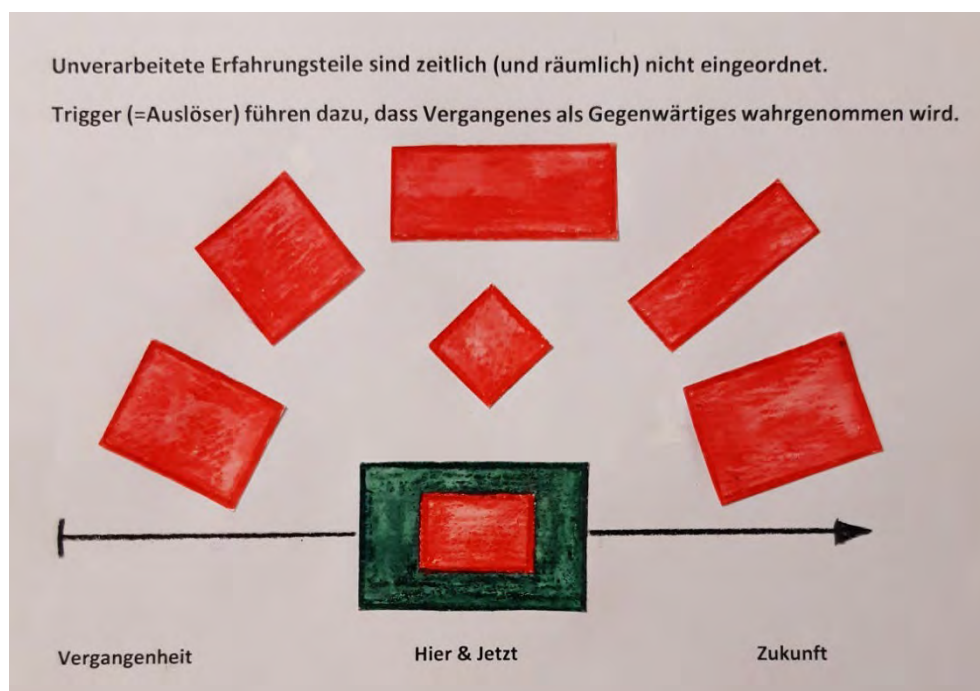 Unverarbeitete Erfahrungsteile sind zeitlich (und räumlich) nicht eingeordnet.
Trigger (=Auslöser) führen dazu, dass Vergangenes als Gegenwärtiges wahrgenommen wird.
Vergangenheit
Hier & Jetzt
Zukunft